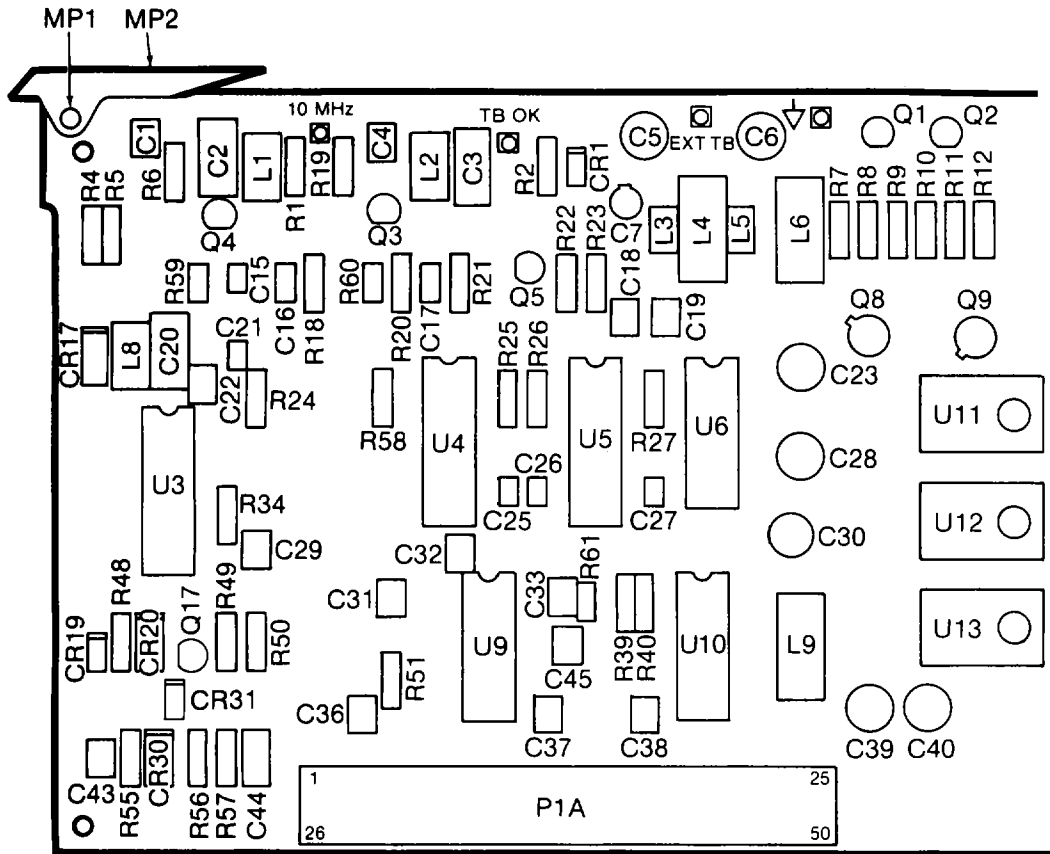 MP1 MP2
10 MHz TB OK
C1 C2 L1 R19 C4 L2 C3 R2 CR1 C5 EXT TB C6 Q1 Q2
R4 R5 R6 R1 R7 R8 R9 R10 R11 R12
Q4 Q3 R22 R23 C7 L3 L4 L5 L6
R59 C15 C16 R18 R60 R20 C17 R21 Q5 C18 C19 Q8 Q9
CR17 L8 C20 C21 C22 R24 R25 R26 C23
R58 U4 U5 R27 U6 U11
U3 C26 C28
R34 C25 C27 U12
C29 C32 C30
R48 Q17 R49 C31 C33 R61
CR19 CR20 R50 U9 C45 R39 R40 U10 L9 U13
CR31 R51
C36 C37 C38 C39 C40
C43 R55 CR30 R56 R57 C44
1 25
P1A
26 50